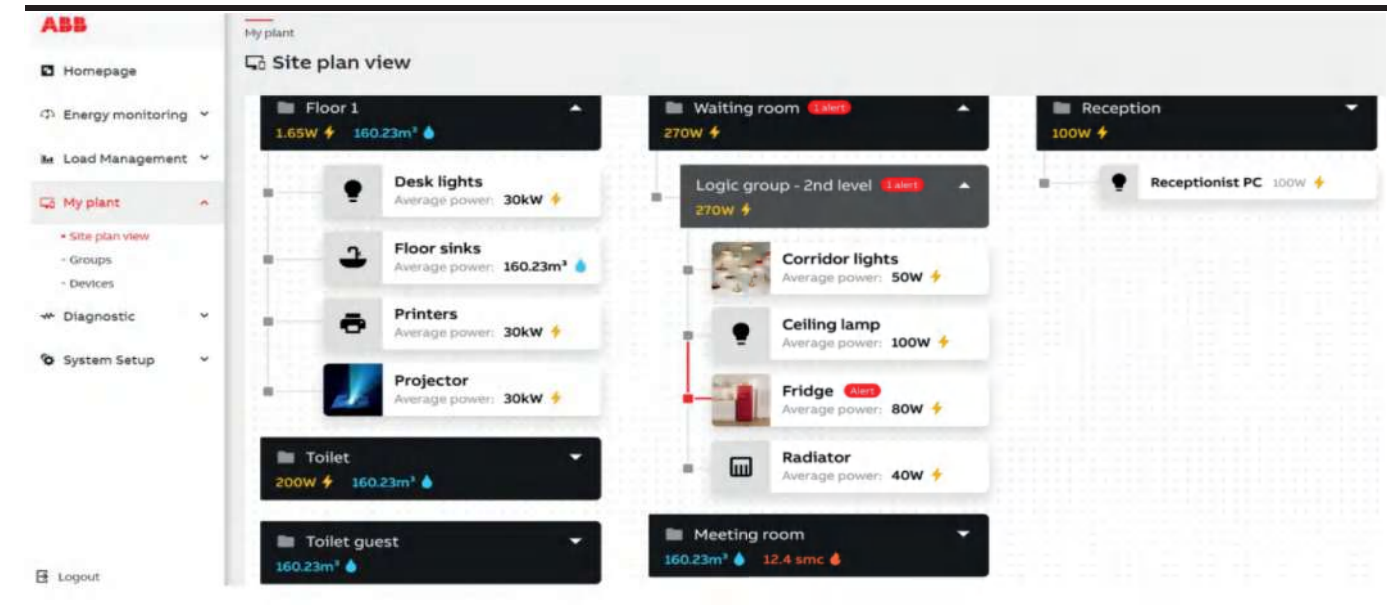 ABB
Homepage
Energy monitoring
Load Management
My plant
• Site plan view
- Groups
- Devices
Diagnostic
System Setup
Logout
My plant
Site plan view
Floor 1
1.65W 160.23m³
Desk lights
Average power: 30kW
Floor sinks
Average power: 160.23m³
Printers
Average power: 30kW
Projector
Average power: 30kW
Toilet
200W 160.23m³
Toilet guest
160.23m³
Waiting room 1 alert
270W
Logic group - 2nd level 1 alert
270W
Corridor lights
Average power: 50W
Ceiling lamp
Average power: 100W
Fridge Alert
Average power: 80W
Radiator
Average power: 40W
Meeting room
160.23m³ 12.4 smc
Reception
100W
Receptionist PC 100W